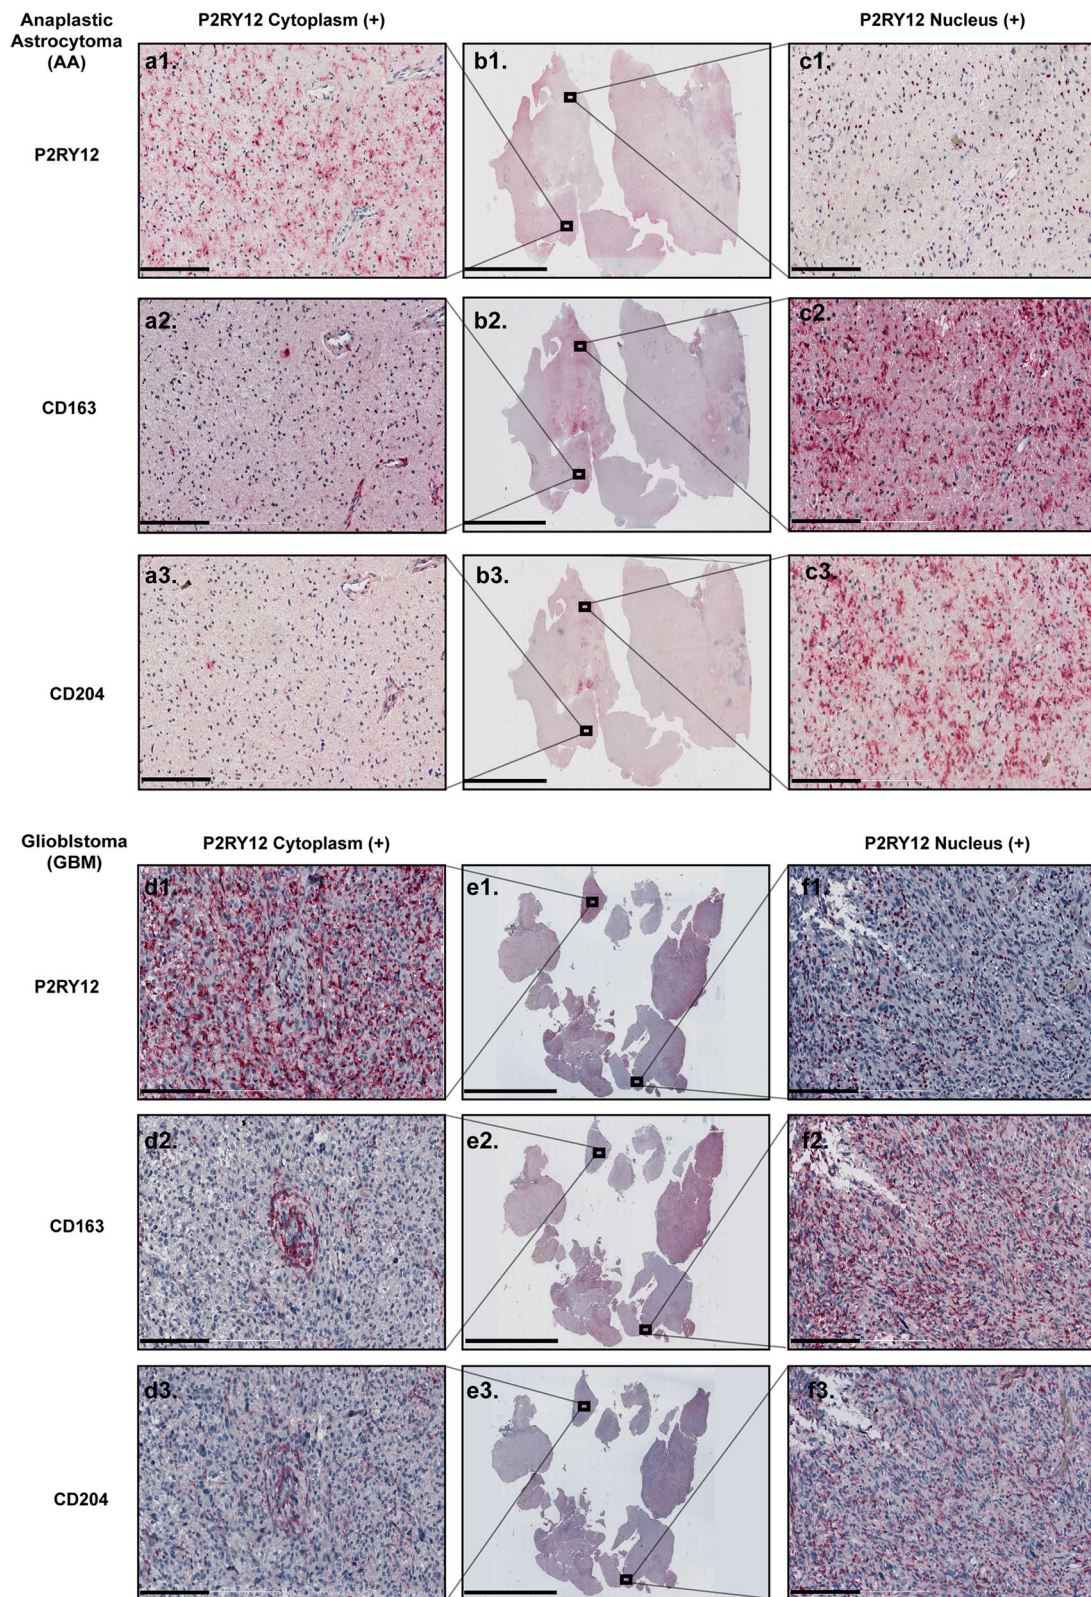 Anaplastic
Astrocytoma
(AA)
P2RY12 Cytoplasm (+)
P2RY12 Nucleus (+)
a1.
b1.
c1.
P2RY12
a2.
b2.
c2.
CD163
a3.
b3.
c3.
CD204
Glioblstoma
(GBM)
P2RY12 Cytoplasm (+)
P2RY12 Nucleus (+)
d1.
e1.
f1.
P2RY12
d2.
e2.
f2.
CD163
d3.
e3.
f3.
CD204